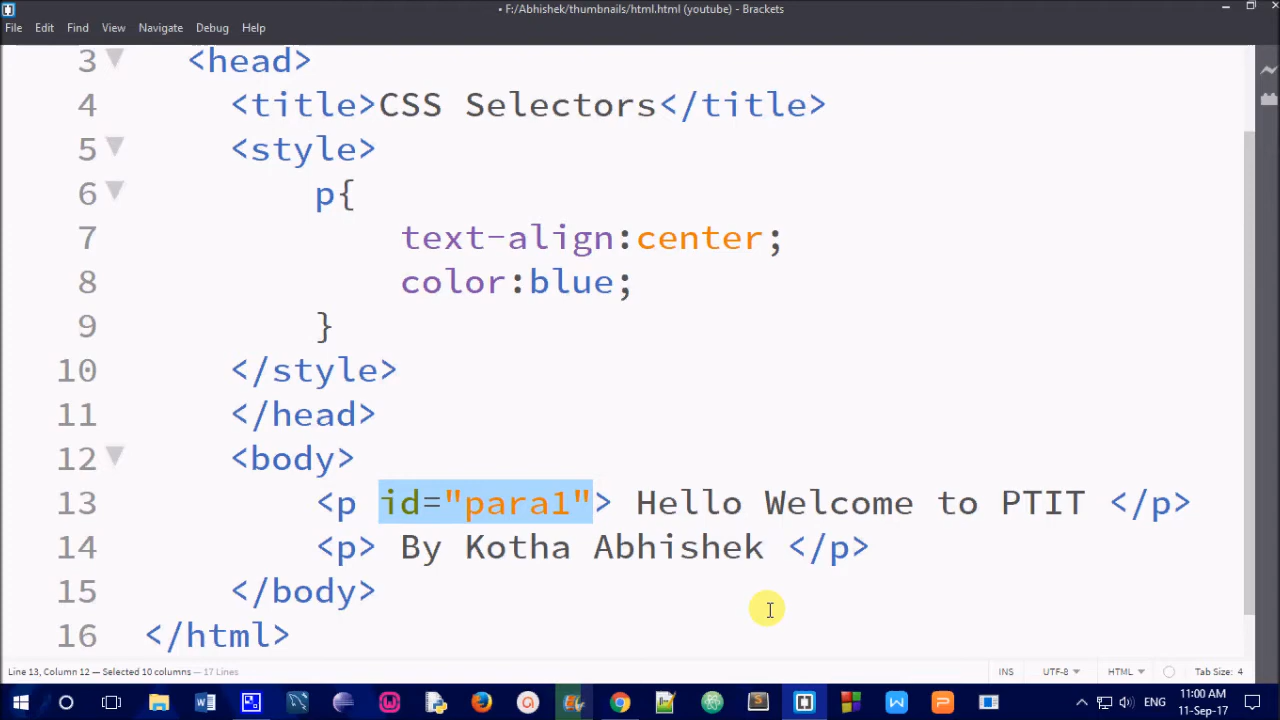 • F:/Abhishek/thumbnails/html.html (youtube) - Brackets
File Edit Find View Navigate Debug Help
3 <head>
4 <title>CSS Selectors</title>
5 <style>
6 p{
7 text-align:center;
8 color:blue;
9 }
10 </style>
11 </head>
12 <body>
13 <p id="para1"> Hello Welcome to PTIT </p>
14 <p> By Kotha Abhishek </p>
15 </body>
16 </html>
Line 13, Column 12 — Selected 10 columns — 17 Lines INS UTF-8 HTML Tab Size: 4
ENG 11:00 AM
11-Sep-17